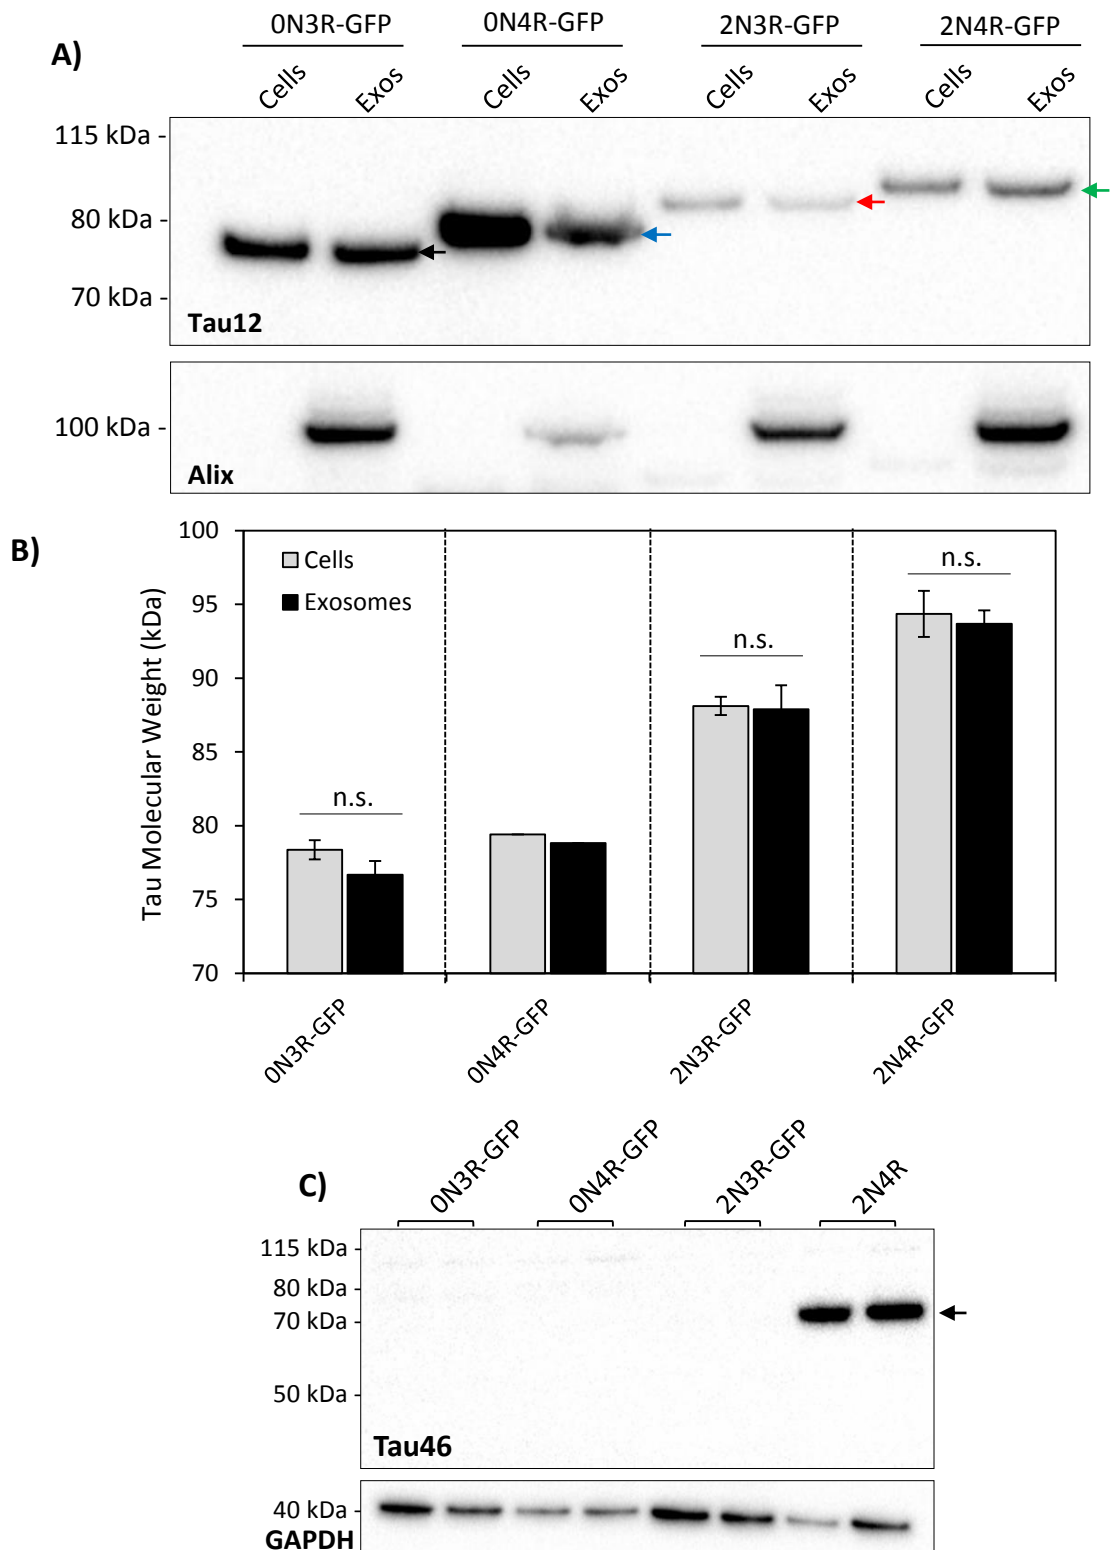 A)
0N3R-GFP 0N4R-GFP 2N3R-GFP 2N4R-GFP
Cells Exos Cells Exos Cells Exos Cells Exos
115 kDa -
80 kDa -
70 kDa -
Tau12
100 kDa -
Alix
B)
Tau Molecular Weight (kDa)
100
95
90
85
80
75
70
Cells
Exosomes
n.s.
n.s.
n.s.
0N3R-GFP 0N4R-GFP 2N3R-GFP 2N4R-GFP
C)
0N3R-GFP 0N4R-GFP 2N3R-GFP 2N4R
115 kDa -
80 kDa -
70 kDa -
50 kDa -
Tau46
40 kDa -
GAPDH